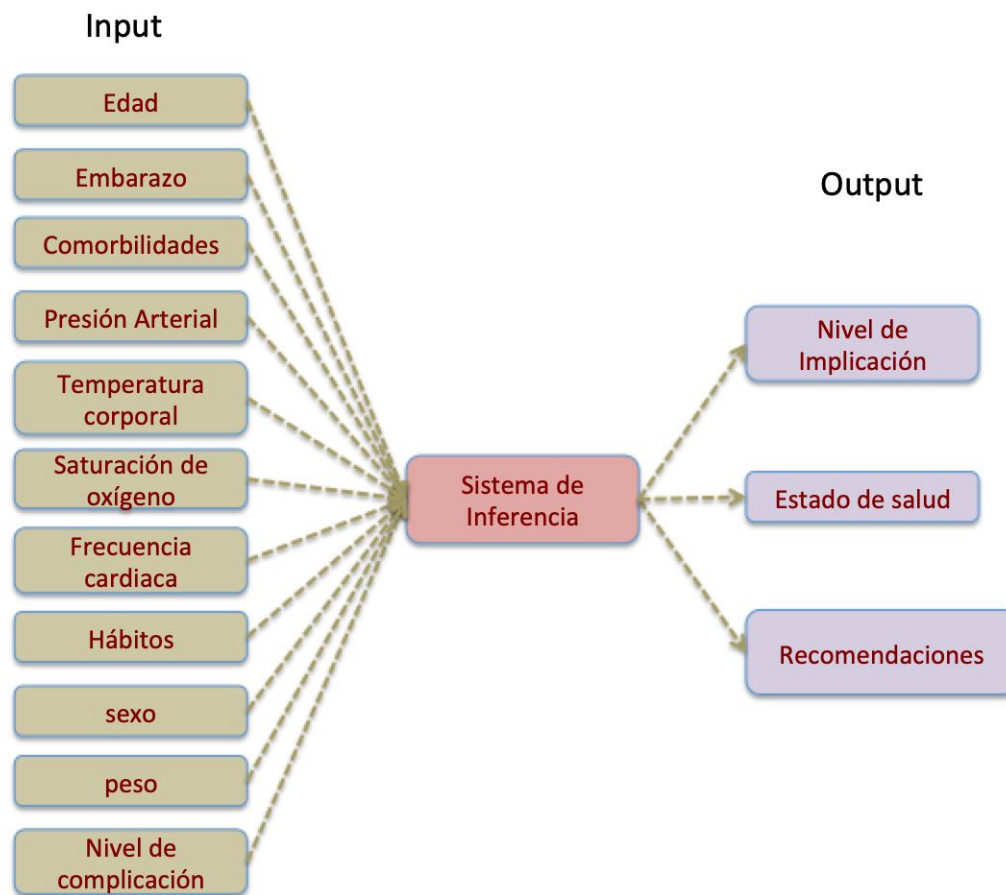 Input
Edad
Embarazo
Comorbilidades
Presión Arterial
Temperatura
corporal
Saturación de
oxígeno
Frecuencia
cardiaca
Hábitos
sexo
peso
Nivel de
complicación
Sistema de
Inferencia
Output
Nivel de
Implicación
Estado de salud
Recomendaciones